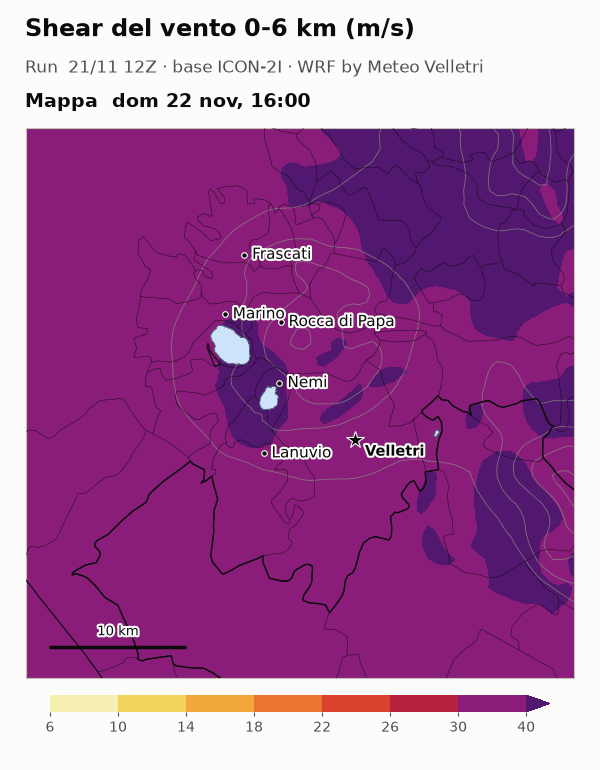 Shear del vento 0-6 km (m/s)
Run  21/11 12Z · base ICON-2I · WRF by Meteo Velletri
Mappa  dom 22 nov, 16:00
Frascati
Marino
Rocca di Papa
Nemi
Velletri
Lanuvio
10 km
6 10 14 18 22 26 30 40